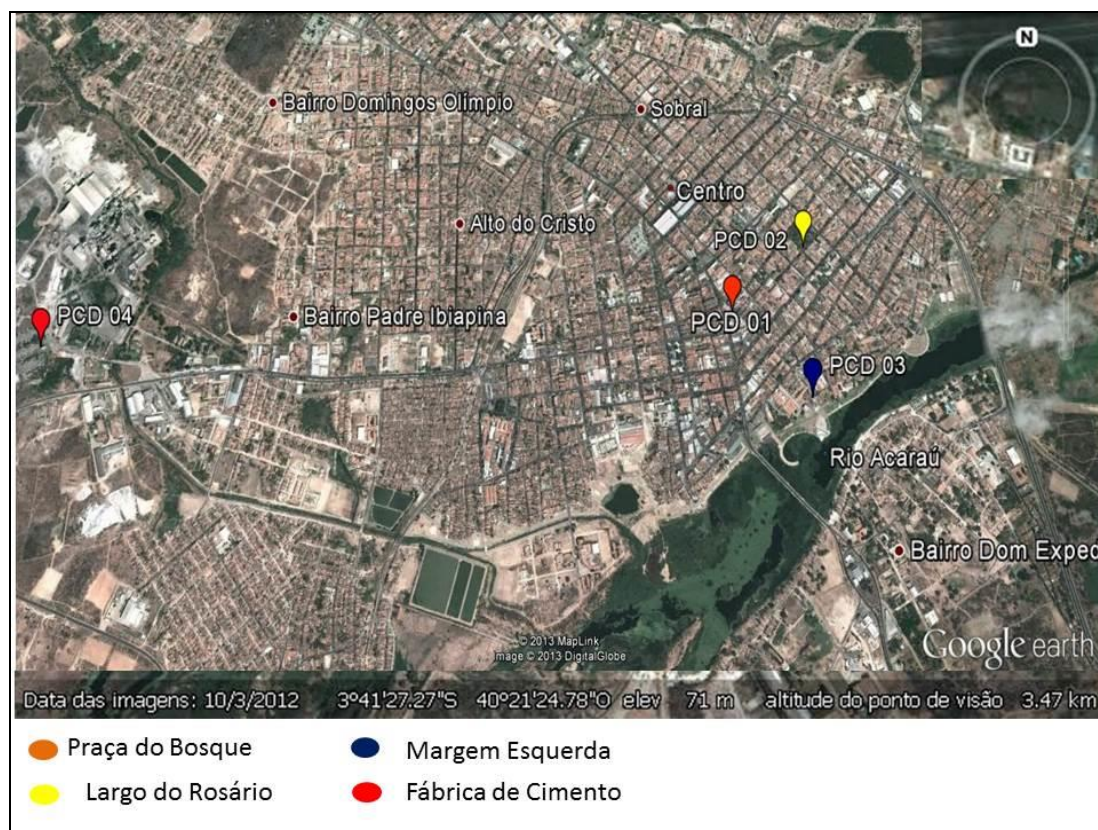 N
Bairro Domingos Olímpio
Sobral
Centro
Alto do Cristo
PCD 02
PCD 04
Bairro Padre Ibiapina
PCD 01
PCD 03
Rio Acaraú
Bairro Dom Exped
© 2013 MapLink
Image © 2013 DigitalGlobe
Google earth
Data das imagens: 10/3/2012 3°41'27.27"S 40°21'24.78"O elev 71 m altitude do ponto de visão 3,47 km
Praça do Bosque
Margem Esquerda
Largo do Rosário
Fábrica de Cimento